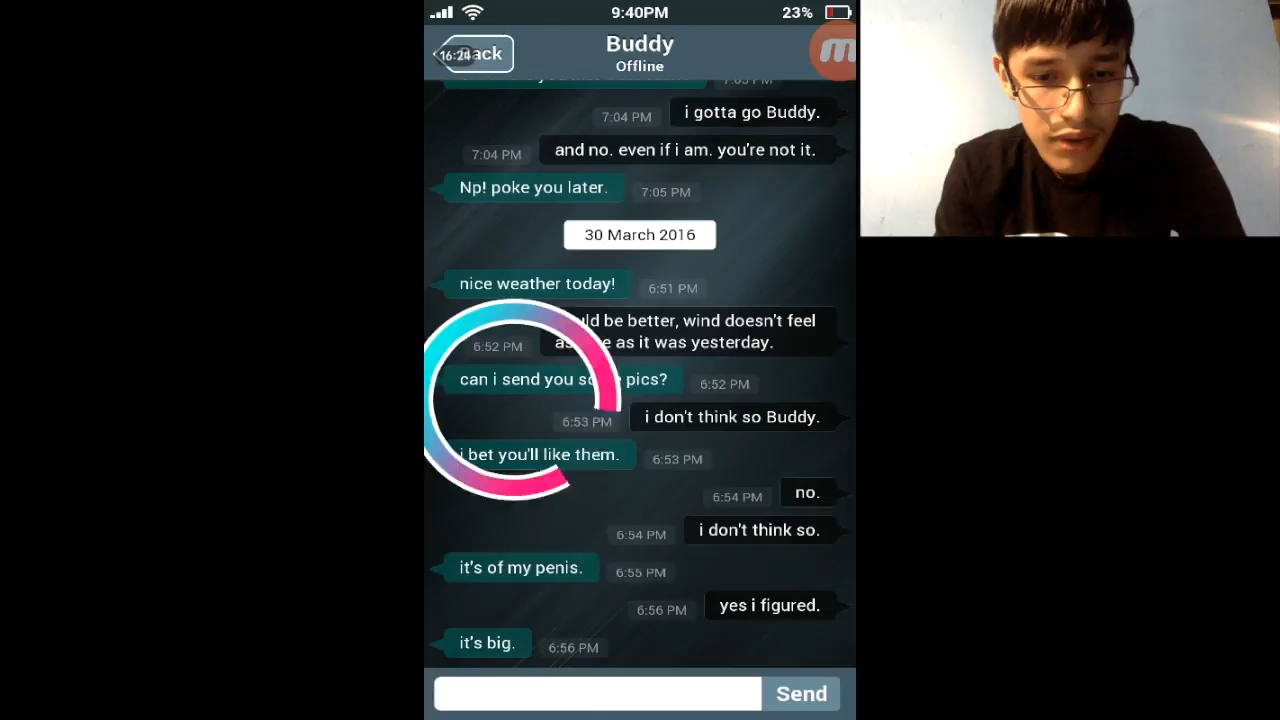 9:40PM
23%
16:24
Buddy
Offline
7:04 PM
i gotta go Buddy.
7:04 PM
and no. even if i am. you're not it.
Np! poke you later.
7:05 PM
30 March 2016
nice weather today!
6:51 PM
be better, wind doesn't feel
6:52 PM
as it was yesterday.
can i send you pics?
6:52 PM
6:53 PM
i don't think so Buddy.
i bet you'll like them.
6:53 PM
6:54 PM
no.
6:54 PM
i don't think so.
it's of my penis.
6:55 PM
6:56 PM
yes i figured.
it's big.
6:56 PM
Send